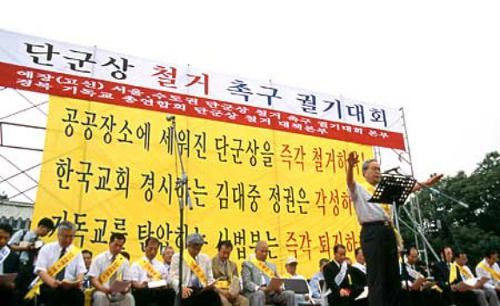 단군상 철거 촉구 궐기대회
예장(고신) 서울·수도권 단군상 철거 촉구 궐기대회 본부
경북 기독교 총연합회 단군상 철거 대책본부
공공장소에 세워진 단군상을 즉각 철거하
한국교회 경시하는 김대중 정권은 각성하
기독교를 탄압하는 사법부는 즉각 퇴진하